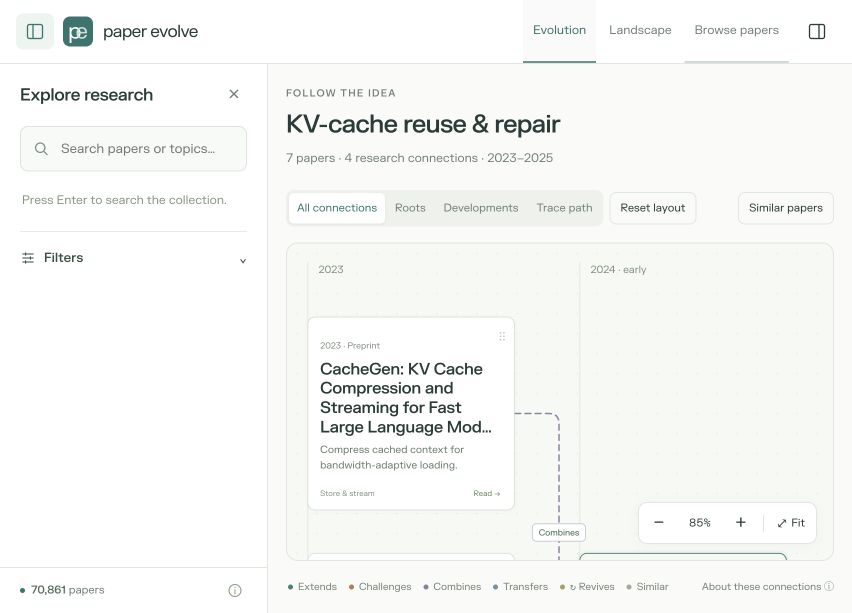 pe paper evolve
Evolution
Landscape
Browse papers
Explore research
Search papers or topics...
Press Enter to search the collection.
Filters
70,861 papers
FOLLOW THE IDEA
KV-cache reuse & repair
7 papers · 4 research connections · 2023–2025
All connections
Roots
Developments
Trace path
Reset layout
Similar papers
2023
2024 · early
2023 · Preprint
CacheGen: KV Cache
Compression and
Streaming for Fast
Large Language Mod...
Compress cached context for
bandwidth-adaptive loading.
Store & stream
Read →
Combines
− 85% +
Fit
Extends
Challenges
Combines
Transfers
↻ Revives
Similar
About these connections ⓘ